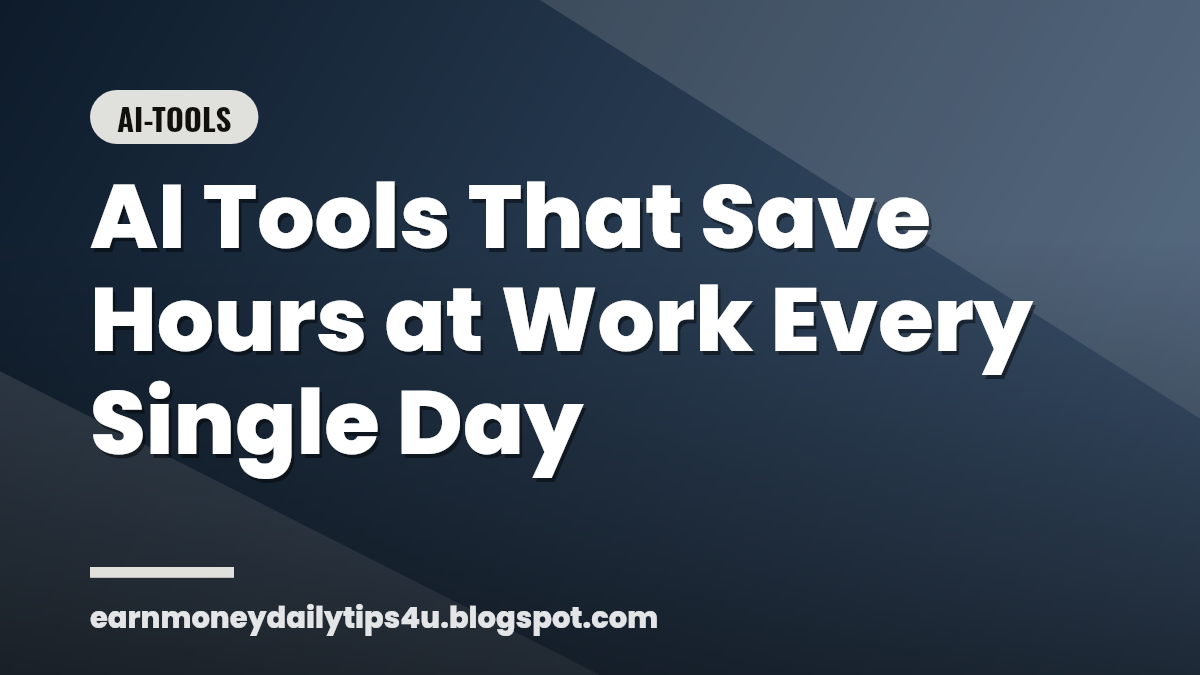 AI-TOOLS
AI Tools That Save
Hours at Work Every
Single Day
earnmoneydailytips4u.blogspot.com